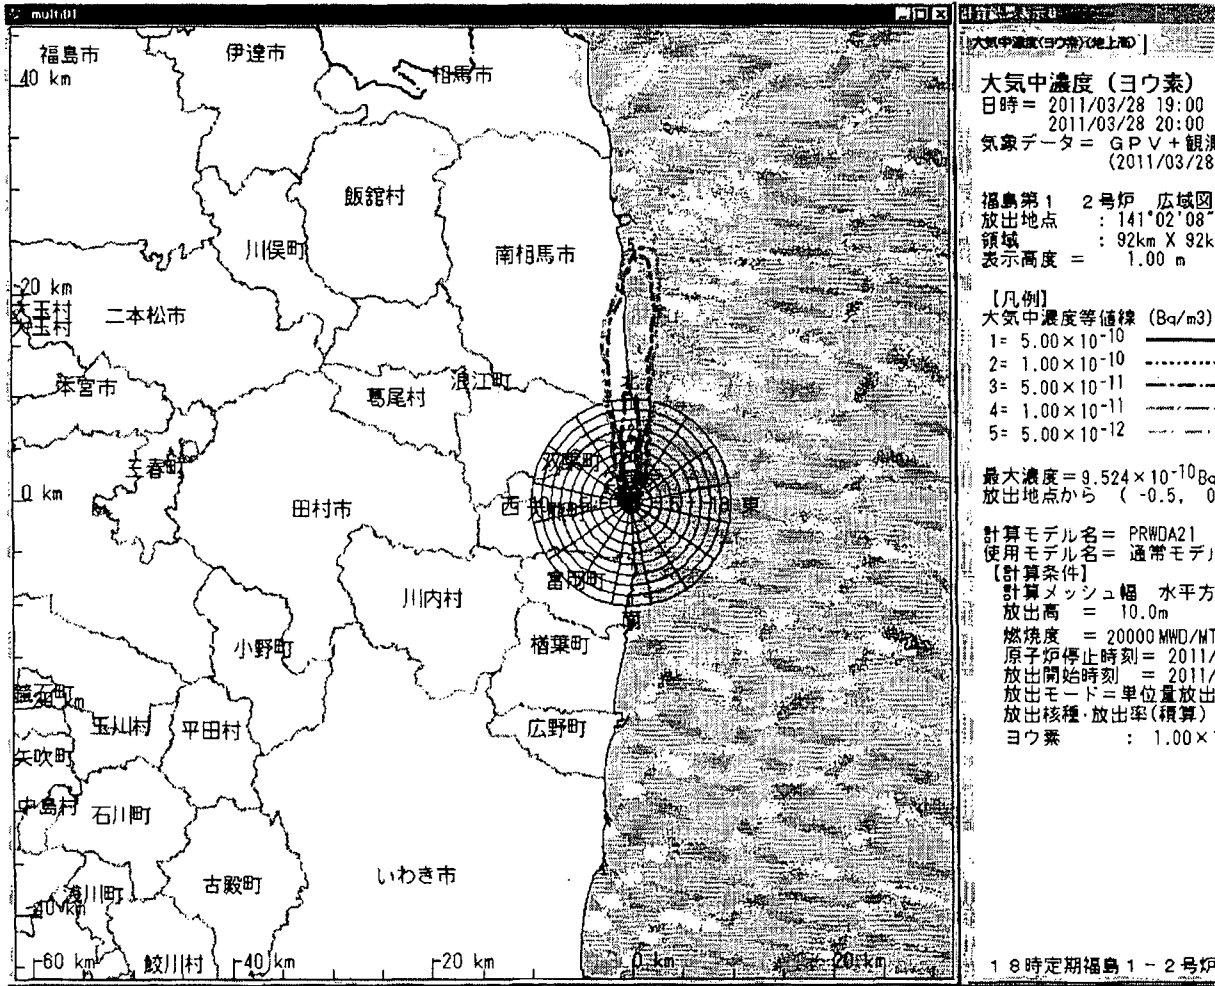 multi01
福島市
伊達市
相馬市
40 km
飯舘村
川俣町
南相馬市
20 km
大玉村
二本松市
本宮市
葛尾村
浪江町
北
三春町
双葉町
0 km
田村市
西
東
富岡町
川内村
小野町
南
楢葉町
玉川村
平田村
広野町
矢吹町
中島村
石川町
いわき市
古殿町
浅川町
-60 km
鮫川村
-40 km
-20 km
0 km
20 km
大気中濃度(ヨウ素)(地上高)
大気中濃度(ヨウ素)
日時= 2011/03/28 19:00
2011/03/28 20:00
気象データ= GPV+観測
(2011/03/28
福島第1 2号炉 広域図
放出地点 : 141°02'08"
領域 : 92km X 92k
表示高度 = 1.00 m
【凡例】
大気中濃度等値線 (Bq/m3)
1= 5.00×10-10
2= 1.00×10-10
3= 5.00×10-11
4= 1.00×10-11
5= 5.00×10-12
最大濃度=9.524×10-10Bq
放出地点から ( -0.5, 0
計算モデル名= PRWDA21
使用モデル名= 通常モデル
【計算条件】
計算メッシュ幅 水平方
放出高 = 10.0m
燃焼度 = 20000MWD/MT
原子炉停止時刻= 2011/
放出開始時刻 = 2011/
放出モード=単位量放出
放出核種・放出率(積算)
ヨウ素 : 1.00×
18時定期福島1-2号炉